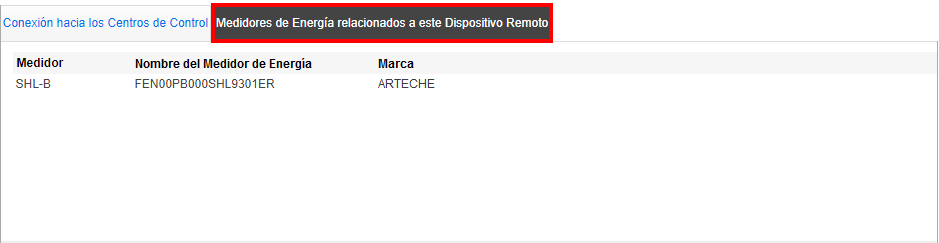 Conexión hacia los Centros de Control Medidores de Energía relacionados a este Dispositivo Remoto
Medidor Nombre del Medidor de Energía Marca
SHL-B FEN00PB000SHL9301ER ARTECHE